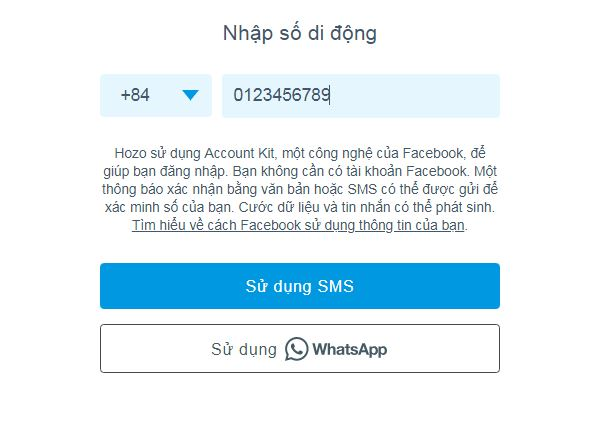 Nhập số di động
+84
0123456789
Hozo sử dụng Account Kit, một công nghệ của Facebook, để
giúp bạn đăng nhập. Bạn không cần có tài khoản Facebook. Một
thông báo xác nhận bằng văn bản hoặc SMS có thể được gửi để
xác minh số của bạn. Cước dữ liệu và tin nhắn có thể phát sinh.
Tìm hiểu về cách Facebook sử dụng thông tin của bạn.
Sử dụng SMS
Sử dụng WhatsApp